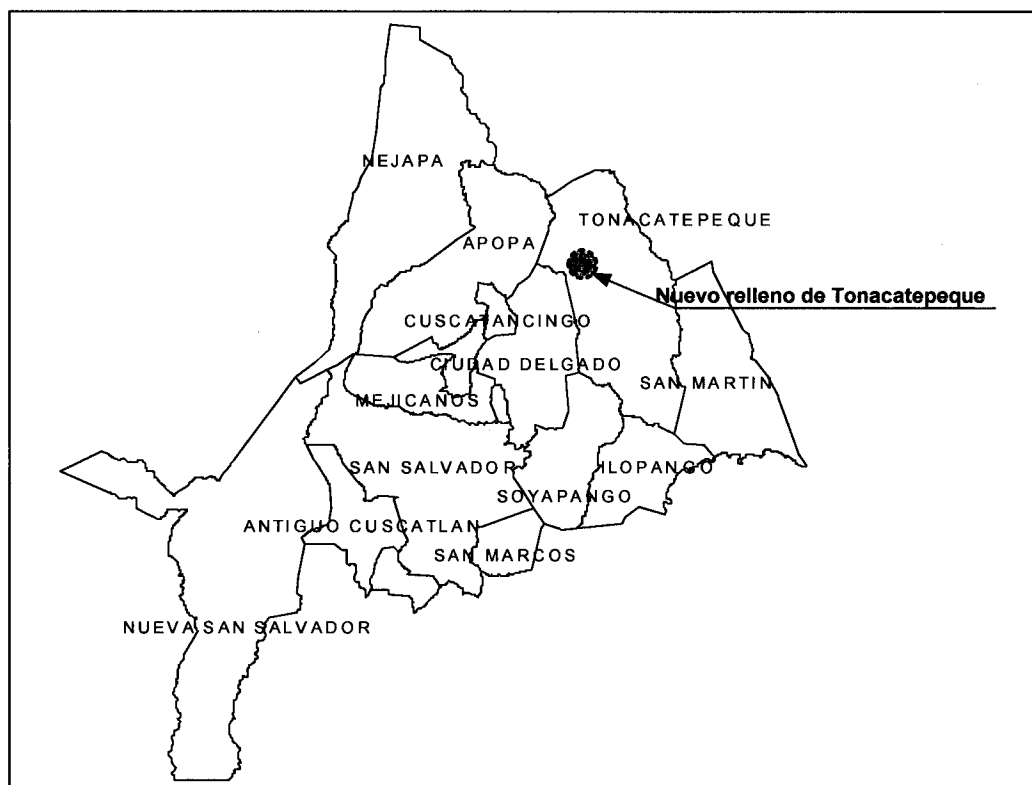 NEJAPA
TONACATEPEQUE
APOPA
Nuevo relleno de Tonacatepeque
CUSCATANCINGO
CIUDAD DELGADO
SAN MARTIN
MEJICANOS
SAN SALVADOR
ILOPANGO
SOYAPANGO
ANTIGUO CUSCATLAN
SAN MARCOS
NUEVA SAN SALVADOR